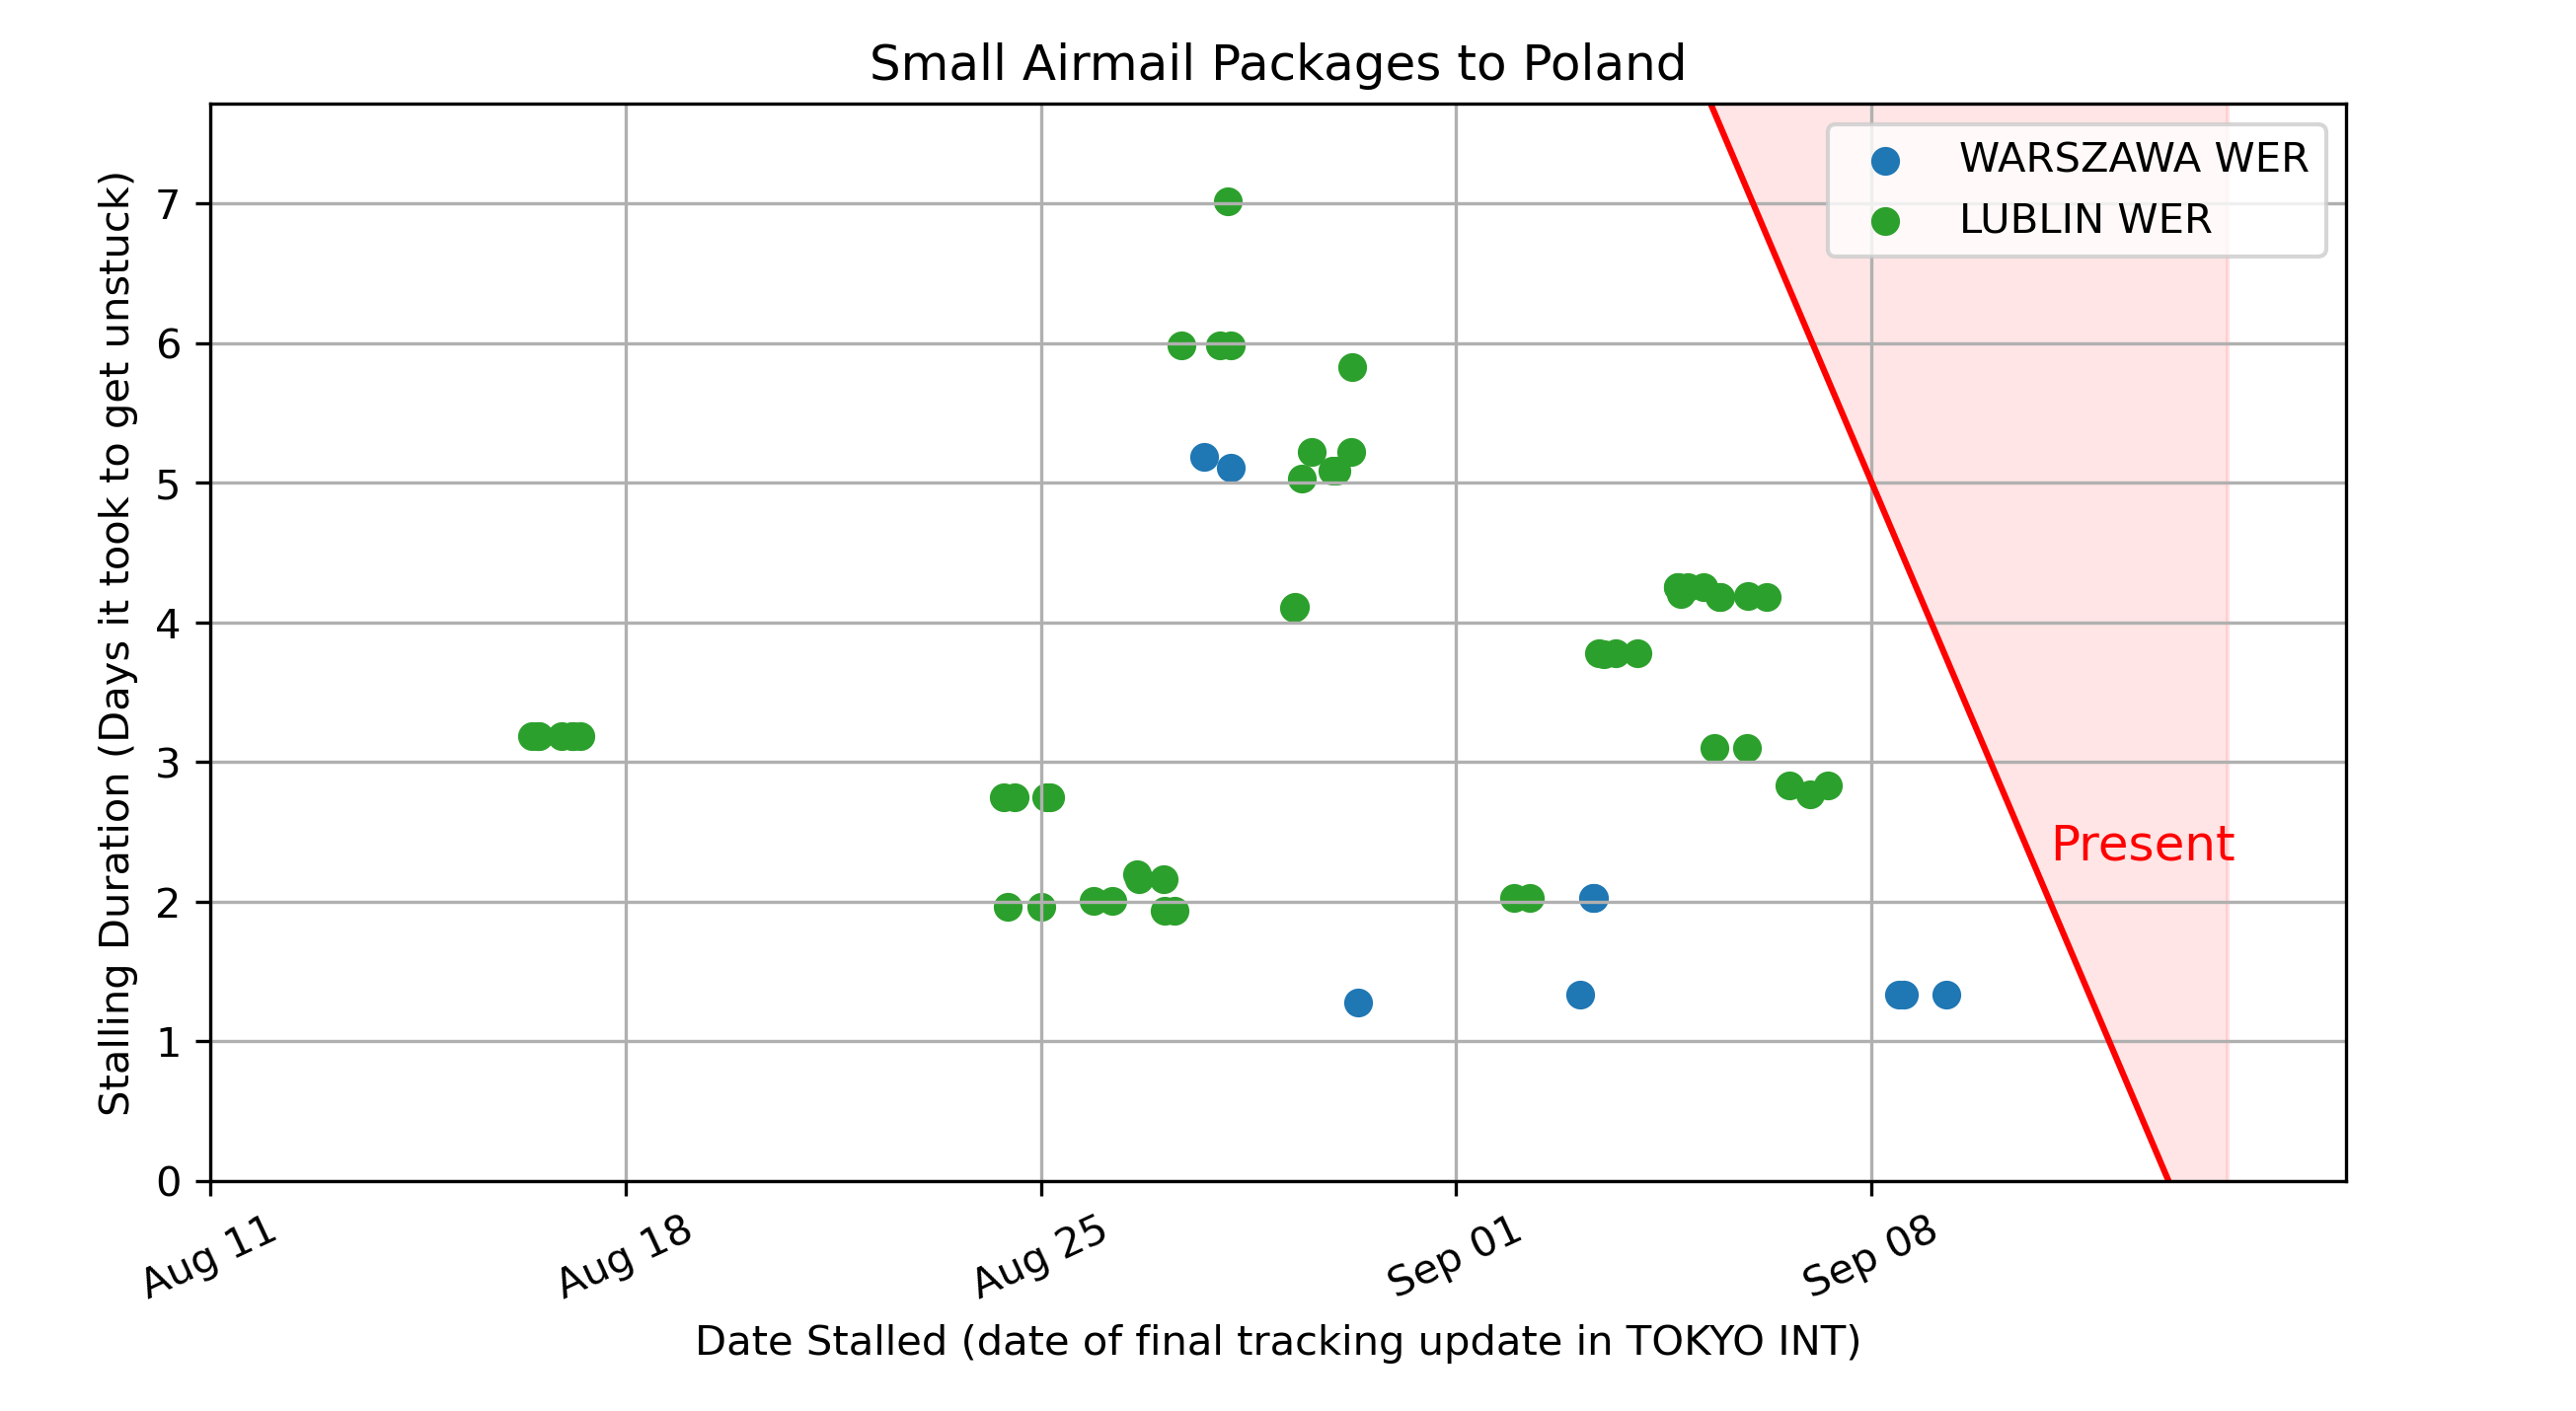 Small Airmail Packages to Poland
Stalling Duration (Days it took to get unstuck)
7
6
5
4
3
2
1
0
WARSZAWA WER
LUBLIN WER
Present
Aug 11
Aug 18
Aug 25
Sep 01
Sep 08
Date Stalled (date of final tracking update in TOKYO INT)